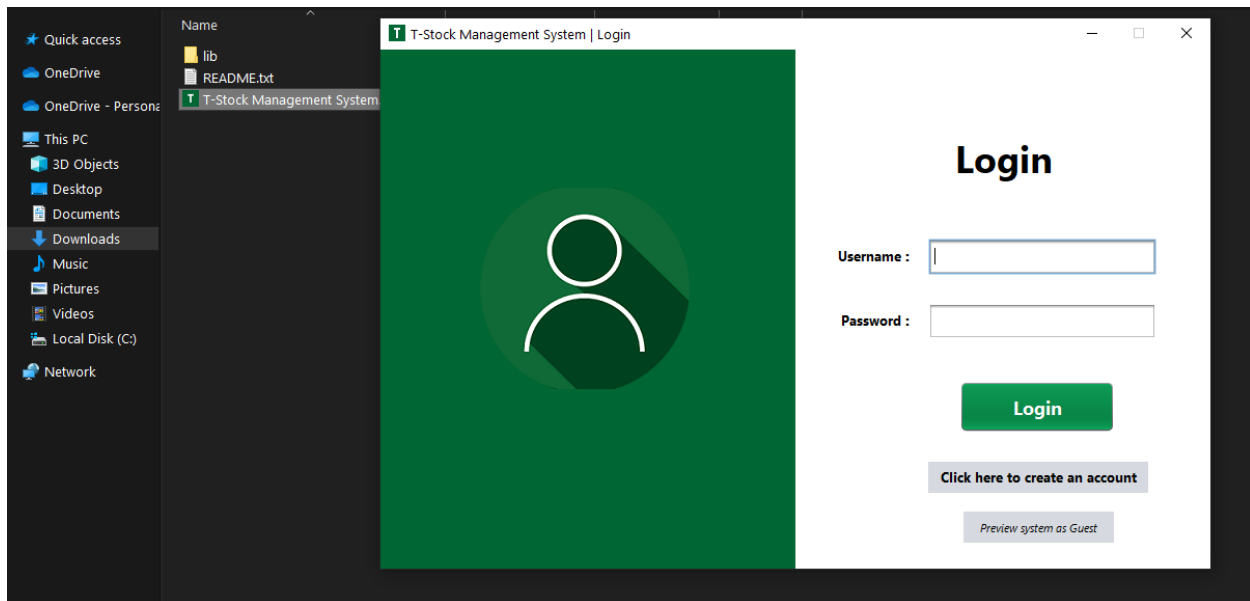 Quick access
OneDrive
OneDrive - Persona
This PC
3D Objects
Desktop
Documents
Downloads
Music
Pictures
Videos
Local Disk (C:)
Network
Name
lib
README.txt
T T-Stock Management System
T T-Stock Management System | Login
Login
Username :
Password :
Login
Click here to create an account
Preview system as Guest